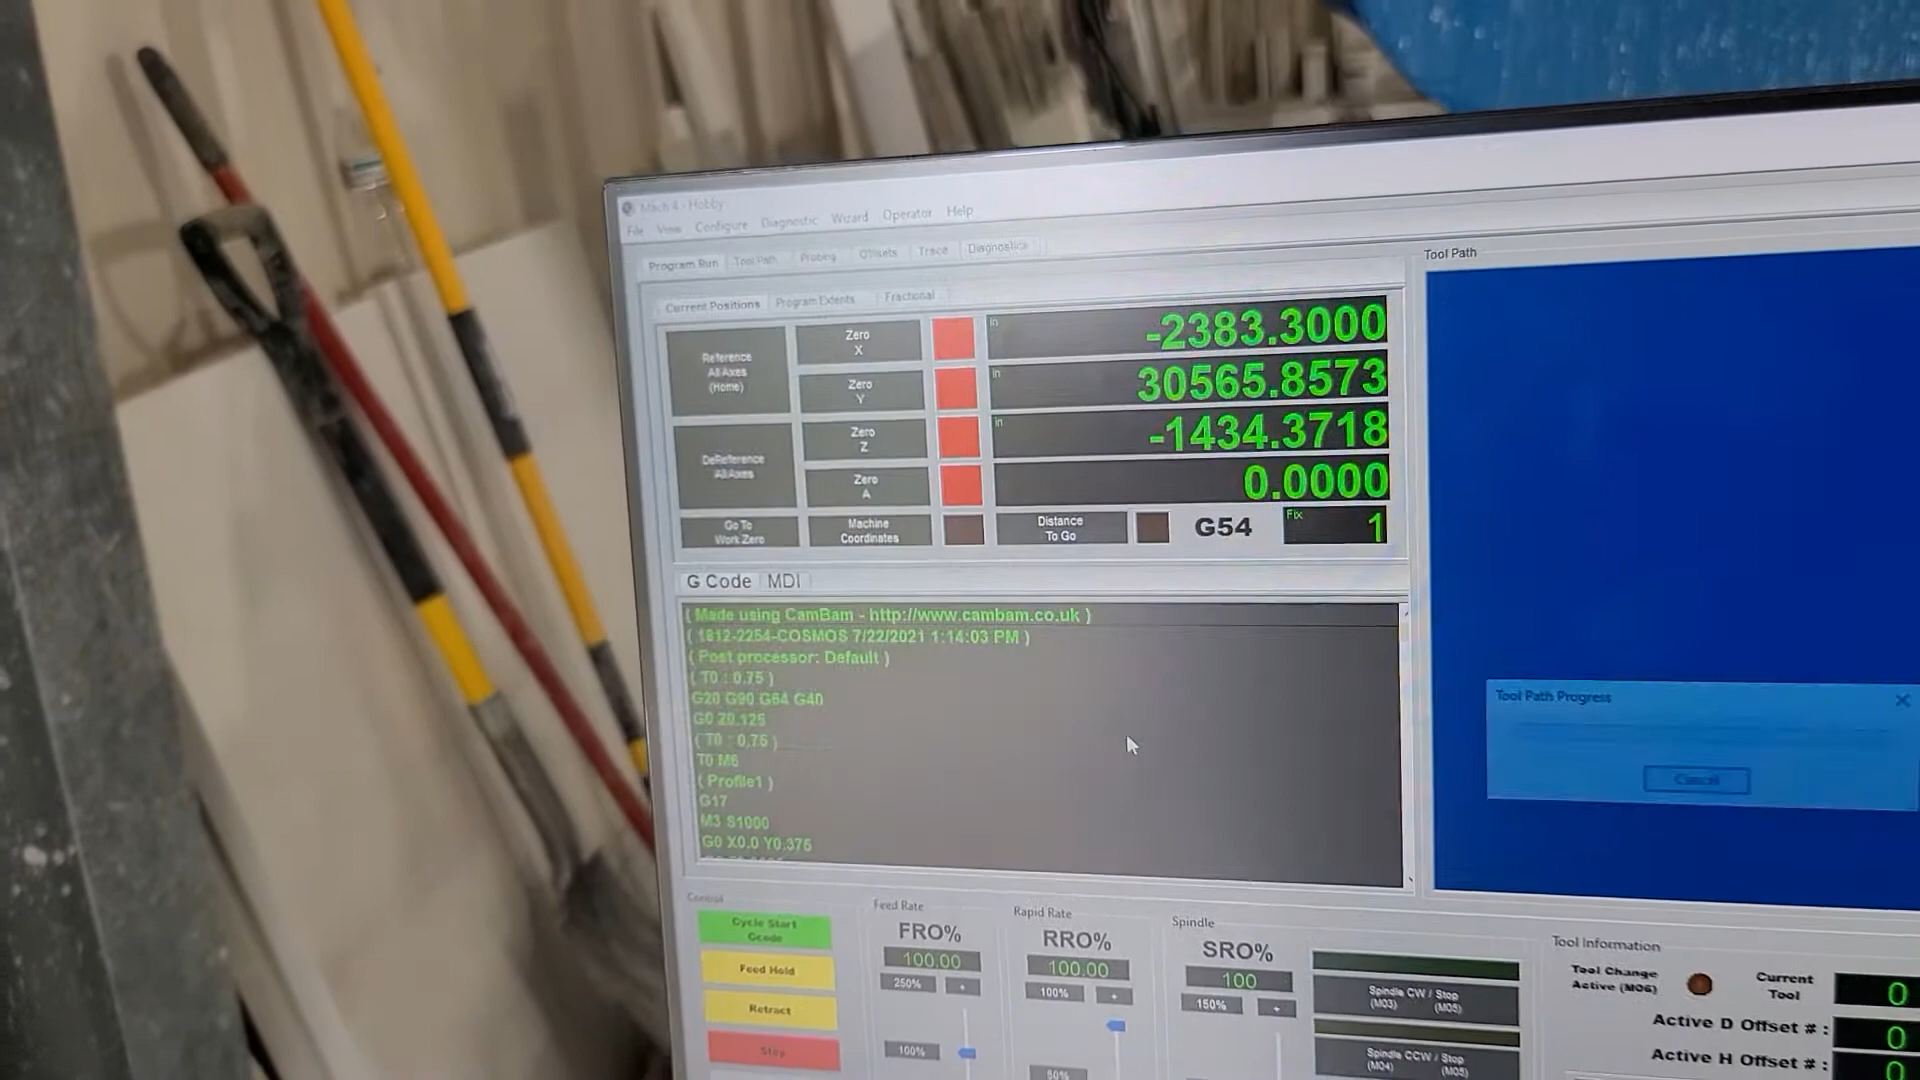 Mach 4 - Hobby
File View Configure Diagnostic Wizard Operator Help
Program Run Tool Path Probing Offsets Trace Diagnostics
Current Positions Program Extents Fractional
Reference
All Axes
(Home)
Zero
X
in
-2383.3000
Zero
Y
in
30565.8573
DeReference
All Axes
Zero
Z
in
-1434.3718
Zero
A
0.0000
Go To
Work Zero
Machine
Coordinates
Distance
To Go
G54
Fix
1
G Code MDI
( Made using CamBam - http://www.cambam.co.uk )
( 1812-2254-COSMOS 7/22/2021 1:14:03 PM )
( Post processor: Default )
( T0 : 0.75 )
G20 G90 G64 G40
G0 Z0.125
( T0 : 0.75 )
T0 M6
( Profile1 )
G17
M3 S1000
G0 X0.0 Y0.375
Tool Path
Tool Path Progress
Cancel
Control
Cycle Start
Gcode
Feed Hold
Retract
Stop
Feed Rate
FRO%
100.00
250% +
100%
Rapid Rate
RRO%
100.00
100% +
50%
Spindle
SRO%
100
150% +
Spindle CW / Stop
(M03) (M05)
Spindle CCW / Stop
(M04) (M05)
Tool Information
Tool Change
Active (M06)
Current
Tool
0
Active D Offset # :
0
Active H Offset # :
0